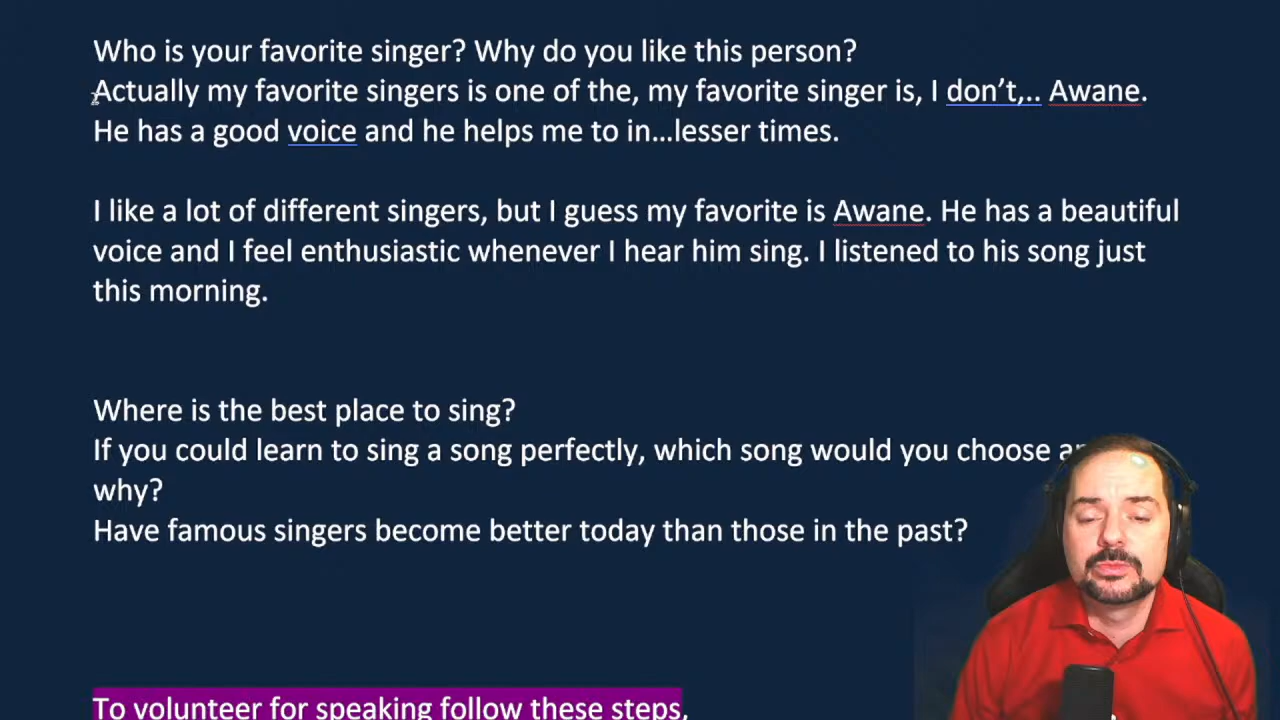 Who is your favorite singer? Why do you like this person?
Actually my favorite singers is one of the, my favorite singer is, I don't,.. Awane.
He has a good voice and he helps me to in...lesser times.
I like a lot of different singers, but I guess my favorite is Awane. He has a beautiful
voice and I feel enthusiastic whenever I hear him sing. I listened to his song just
this morning.
Where is the best place to sing?
If you could learn to sing a song perfectly, which song would you choose
why?
Have famous singers become better today than those in the past?
To volunteer for speaking follow these steps,